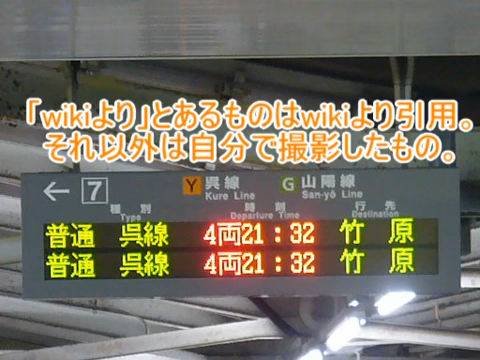 「wikiより」とあるものはwikiより引用。
それ以外は自分で撮影したもの。
← 7 Y 呉線 G 山陽線
Kure Line San-yō Line
種別 時刻 行先
Type Departure Time Destination
普通 呉線 4両21:32 竹原
普通 呉線 4両21:32 竹原